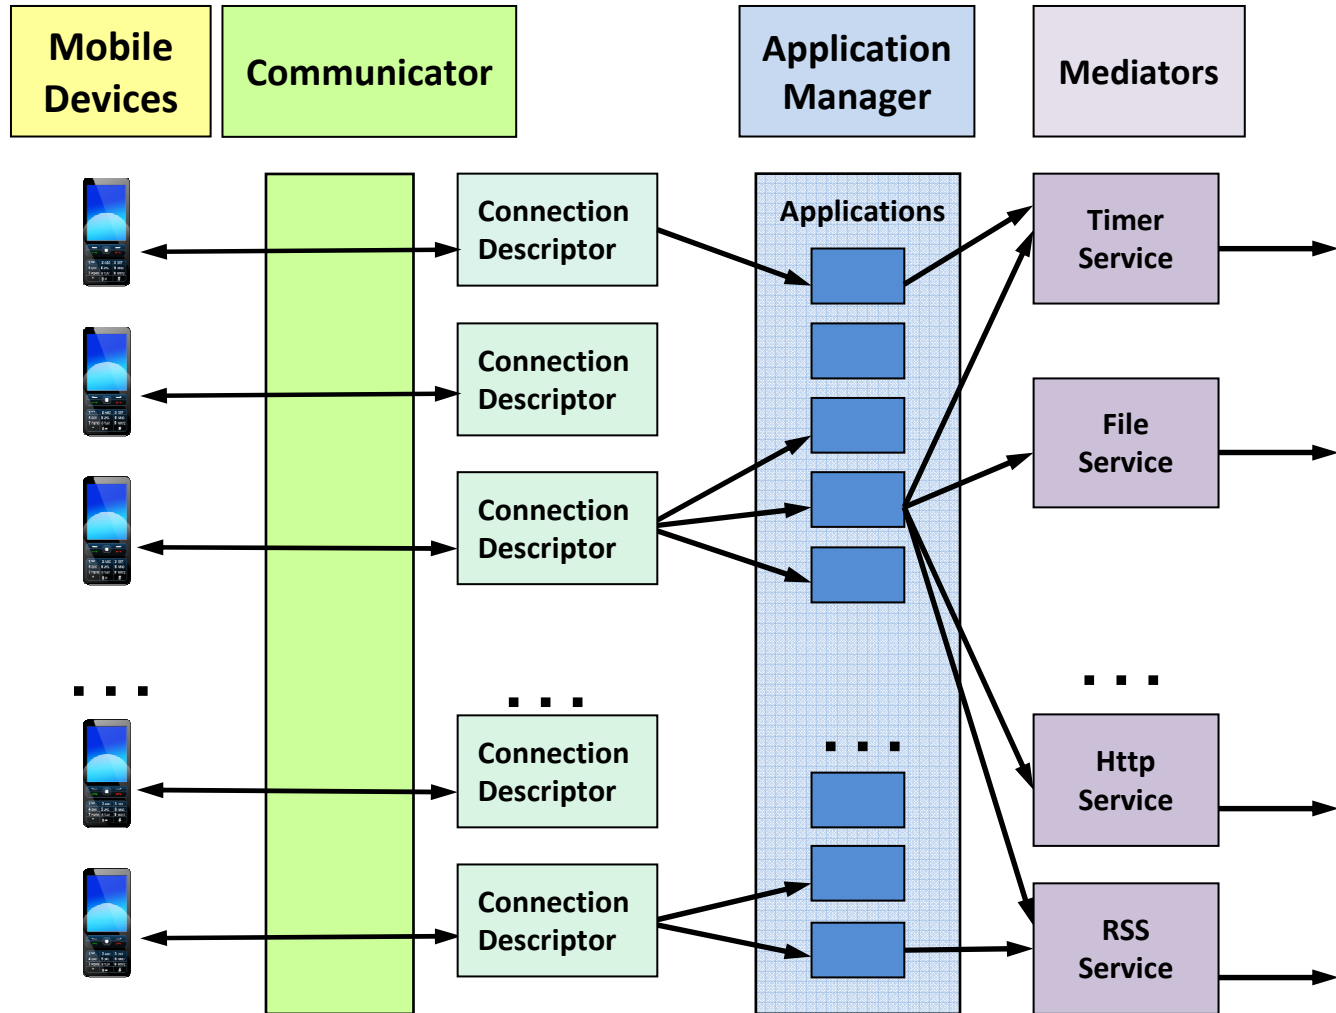 Mobile
Devices
Communicator
Application
Manager
Mediators
Connection
Descriptor
Applications
Timer
Service
Connection
Descriptor
File
Service
Connection
Descriptor
. . .
. . .
. . .
. . .
Connection
Descriptor
Http
Service
Connection
Descriptor
RSS
Service